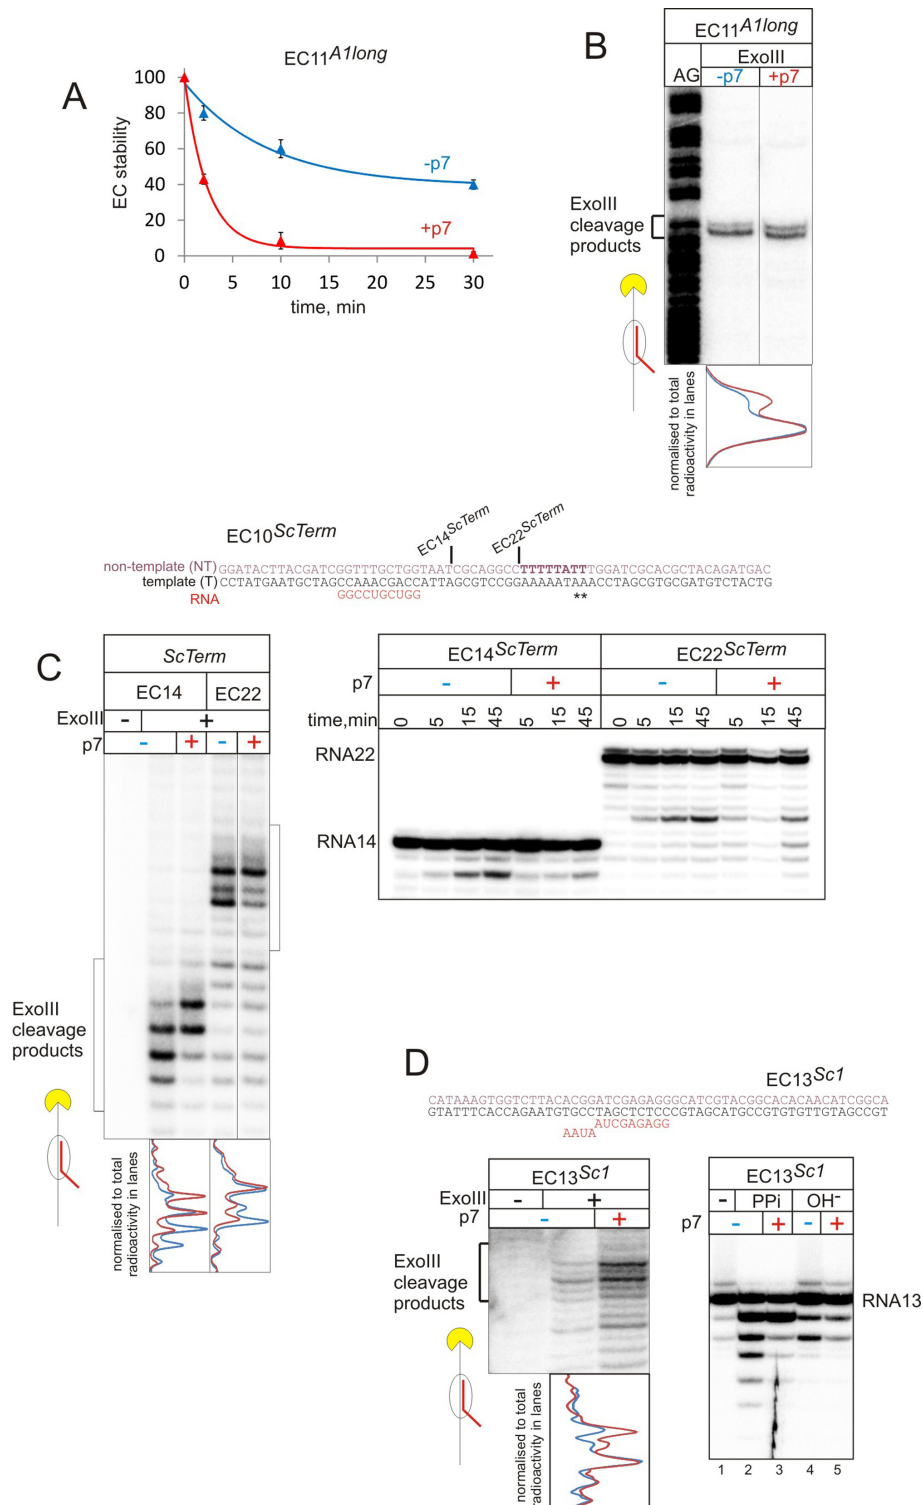 A
EC11A1long
EC stability
100
80
60
40
20
0
-p7
+p7
0 5 10 15 20 25 30
time, min
B
EC11A1long
ExoIII
AG -p7 +p7
ExoIII
cleavage
products
normalised to total
radioactivity in lanes
EC10ScTerm
EC14ScTerm
EC22ScTerm
non-template (NT) GGATACTTACGATCGGTTTGCTGGTAATCGCAGGCCTTTTTATTTGGATCGCACGCTACAGATGAC
template (T) CCTATGAATGCTAGCCAAACGACCATTAGCGTCCGGAAAAATAAACCTAGCGTGCGATGTCTACTG
RNA GGCCUGCUGG
**
C
ScTerm
EC14 EC22
ExoIII - +
p7 - + - +
ExoIII
cleavage
products
normalised to total
radioactivity in lanes
EC14ScTerm EC22ScTerm
p7 - + - +
time,min 0 5 15 45 5 15 45 0 5 15 45 5 15 45
RNA22
RNA14
D
EC13Sc1
CATAAAGTGGTCTTACACGGATCGAGAGGGCATCGTACGGCACACAACATCGGCA
GTATTTCACCAGAATGTGCCTAGCTCTCCCGTAGCATGCCGTGTGTTGTAGCCGT
AUCGAGAGG
AAUA
EC13Sc1
ExoIII - +
p7 - +
ExoIII
cleavage
products
normalised to total
radioactivity in lanes
EC13Sc1
- PPi OH-
p7 - + - +
RNA13
1 2 3 4 5